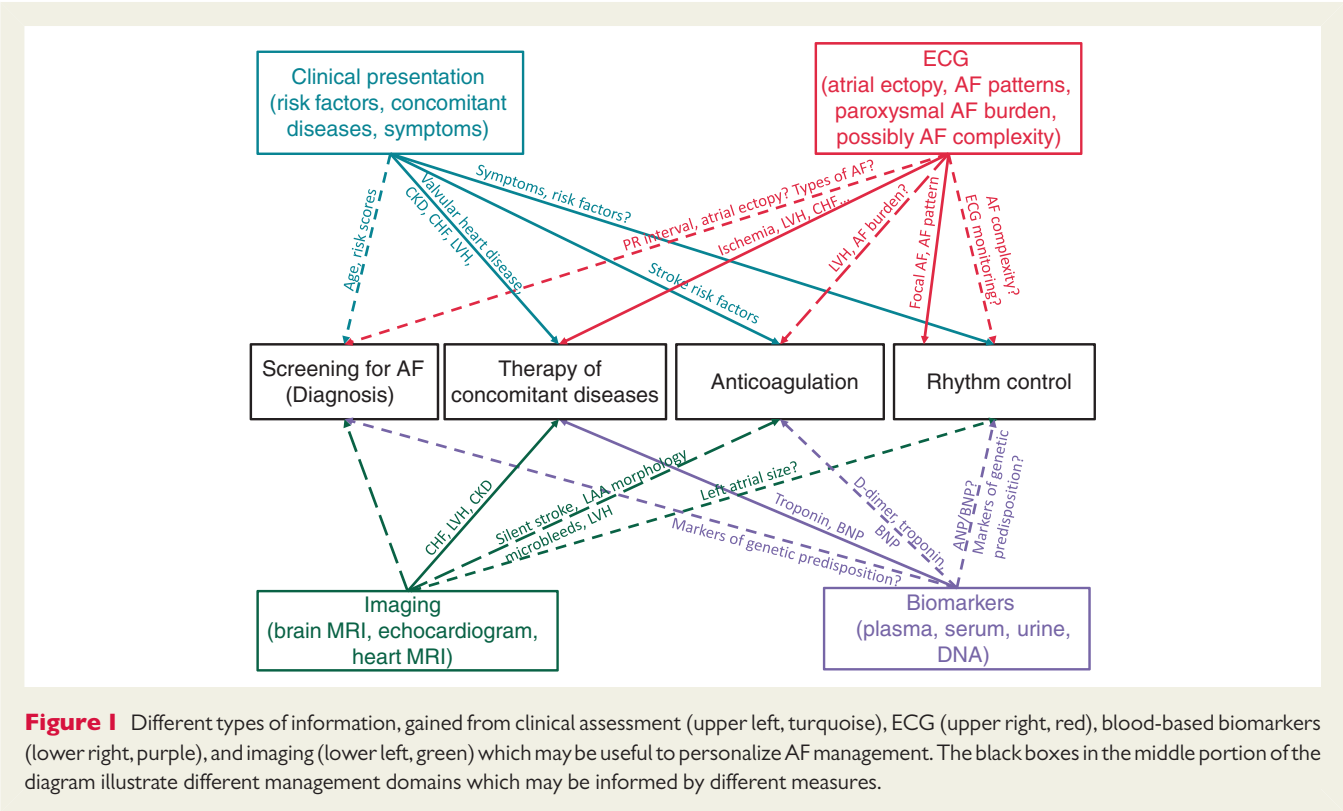 Clinical presentation
(risk factors, concomitant
diseases, symptoms)
ECG
(atrial ectopy, AF patterns,
paroxysmal AF burden,
possibly AF complexity)
Age, risk scores
Valvular heart disease,
CKD, CHF, LVH,
Symptoms, risk factors?
Stroke risk factors
PR interval, atrial ectopy? Types of AF?
Ischemia, LVH, CHF...
LVH, AF burden?
Focal AF, AF pattern
AF complexity?
ECG monitoring?
Screening for AF
(Diagnosis)
Therapy of
concomitant diseases
Anticoagulation
Rhythm control
CHF, LVH, CKD
Silent stroke, LAA morphology
microbleeds, LVH
Left atrial size?
Markers of genetic predisposition?
Troponin, BNP
D-dimer, troponin,
BNP
ANP/BNP?
Markers of genetic
predisposition?
Imaging
(brain MRI, echocardiogram,
heart MRI)
Biomarkers
(plasma, serum, urine,
DNA)
Figure 1 Different types of information, gained from clinical assessment (upper left, turquoise), ECG (upper right, red), blood-based biomarkers
(lower right, purple), and imaging (lower left, green) which may be useful to personalize AF management. The black boxes in the middle portion of the
diagram illustrate different management domains which may be informed by different measures.